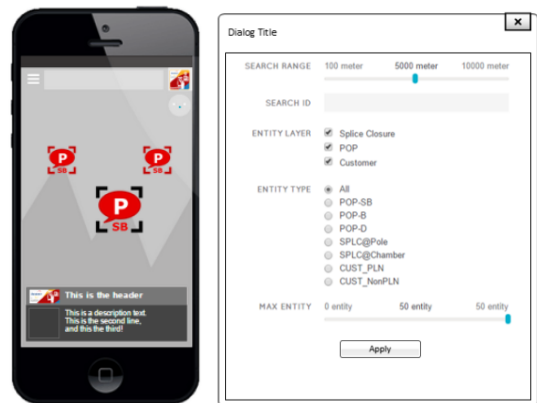 P
SB
P
SB
P
SB
This is the header
This is a description text.
This is the second line,
and this the third!
Dialog Title
×
SEARCH RANGE 100 meter 5000 meter 10000 meter
SEARCH ID
ENTITY LAYER Splice Closure
POP
Customer
ENTITY TYPE All
POP-SB
POP-B
POP-D
SPLC@Pole
SPLC@Chamber
CUST_PLN
CUST_NonPLN
MAX ENTITY 0 entity 50 entity 50 entity
Apply